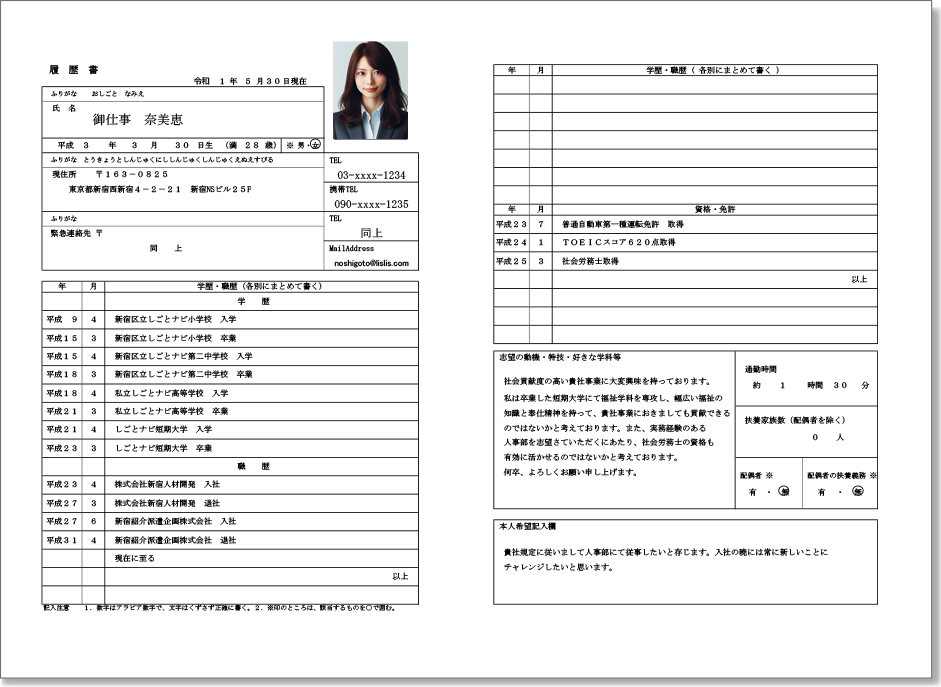 履 歴 書
令和 １ 年 ５ 月３０日現在
ふりがな おしごと なみえ
氏 名
御仕事 奈美恵
平成 ３ 年 ３ 月 ３０ 日生 （満 ２８ 歳） ※ 男・女
ふりがな とうきょうとしんじゅくにししんじゅくしんじゅくえぬえすびる
現住所 〒１６３－０８２５
東京都新宿西新宿４－２－２１ 新宿NSビル２５F
TEL
03-xxxx-1234
携帯TEL
090-xxxx-1235
ふりがな
緊急連絡先 〒
同 上
TEL
同上
MailAddress
noshigoto@lislis.com
年 月 学歴・職歴（各別にまとめて書く）
学 歴
平成 ９ ４ 新宿区立しごとナビ小学校 入学
平成１５ ３ 新宿区立しごとナビ小学校 卒業
平成１５ ４ 新宿区立しごとナビ第二中学校 入学
平成１８ ３ 新宿区立しごとナビ第二中学校 卒業
平成１８ ４ 私立しごとナビ高等学校 入学
平成２１ ３ 私立しごとナビ高等学校 卒業
平成２１ ４ しごとナビ短期大学 入学
平成２３ ３ しごとナビ短期大学 卒業
職 歴
平成２３ ４ 株式会社新宿人材開発 入社
平成２７ ３ 株式会社新宿人材開発 退社
平成２７ ６ 新宿紹介派遣企画株式会社 入社
平成３１ ４ 新宿紹介派遣企画株式会社 退社
現在に至る
以上
記入注意 １．数字はアラビア数字で、文字はくずさず正確に書く。２．※印のところは、該当するものを○で囲む。
年 月 学歴・職歴（ 各別にまとめて書く ）
年 月 資格・免許
平成２３ ７ 普通自動車第一種運転免許 取得
平成２４ １ ＴＯＥＩＣスコア６２０点取得
平成２５ ３ 社会労務士取得
以上
志望の動機・特技・好きな学科等
社会貢献度の高い貴社事業に大変興味を持っております。
私は卒業した短期大学にて福祉学科を専攻し、幅広い福祉の
知識と奉仕精神を持って、貴社事業におきましても貢献できる
のではないかと考えております。また、実務経験のある
人事部を志望さていただくにあたり、社会労務士の資格も
有効に活かせるのではないかと考えております。
何卒、よろしくお願い申し上げます。
通勤時間
約 １ 時間 ３０ 分
扶養家族数（配偶者を除く）
０ 人
配偶者 ※
有 ・ 無
配偶者の扶養義務 ※
有 ・ 無
本人希望記入欄
貴社規定に従いまして人事部にて従事したいと存じます。入社の暁には常に新しいことに
チャレンジしたいと思います。